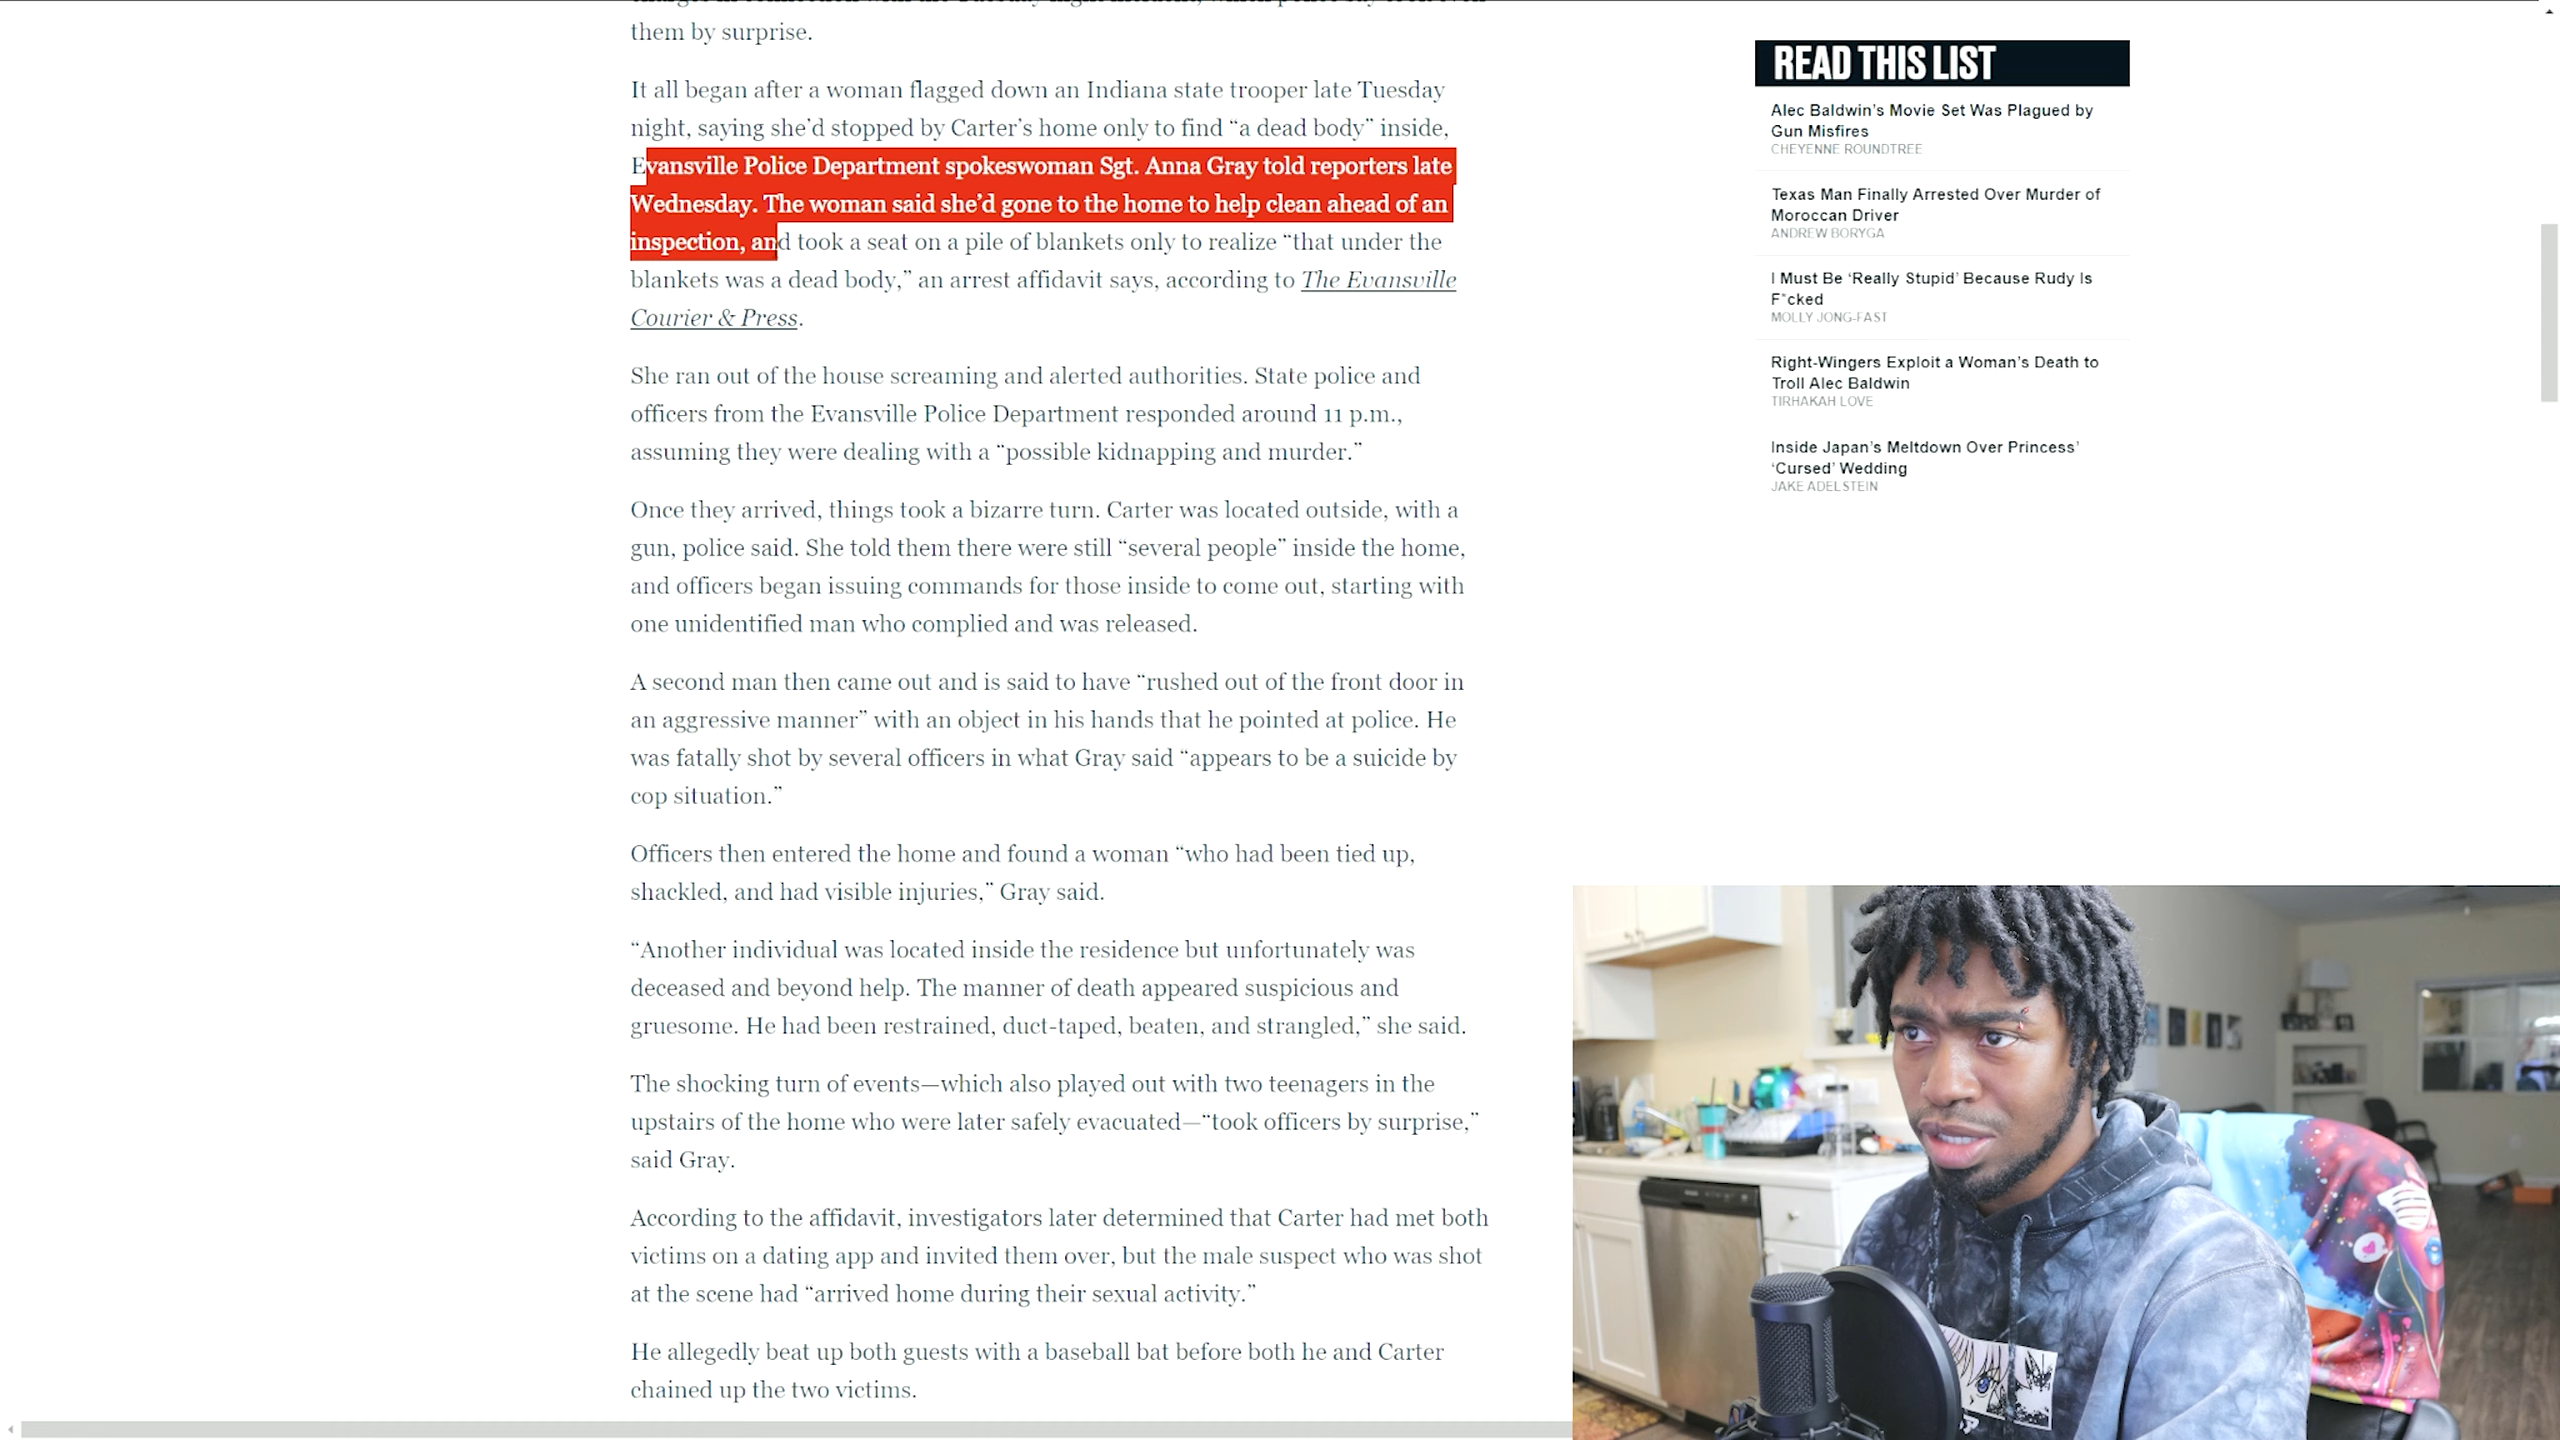 them by surprise.
It all began after a woman flagged down an Indiana state trooper late Tuesday
night, saying she’d stopped by Carter’s home only to find “a dead body” inside,
Evansville Police Department spokeswoman Sgt. Anna Gray told reporters late
Wednesday. The woman said she’d gone to the home to help clean ahead of an
inspection, and took a seat on a pile of blankets only to realize “that under the
blankets was a dead body,” an arrest affidavit says, according to The Evansville
Courier & Press.
She ran out of the house screaming and alerted authorities. State police and
officers from the Evansville Police Department responded around 11 p.m.,
assuming they were dealing with a “possible kidnapping and murder.”
Once they arrived, things took a bizarre turn. Carter was located outside, with a
gun, police said. She told them there were still “several people” inside the home,
and officers began issuing commands for those inside to come out, starting with
one unidentified man who complied and was released.
A second man then came out and is said to have “rushed out of the front door in
an aggressive manner” with an object in his hands that he pointed at police. He
was fatally shot by several officers in what Gray said “appears to be a suicide by
cop situation.”
Officers then entered the home and found a woman “who had been tied up,
shackled, and had visible injuries,” Gray said.
“Another individual was located inside the residence but unfortunately was
deceased and beyond help. The manner of death appeared suspicious and
gruesome. He had been restrained, duct-taped, beaten, and strangled,” she said.
The shocking turn of events—which also played out with two teenagers in the
upstairs of the home who were later safely evacuated—“took officers by surprise,”
said Gray.
According to the affidavit, investigators later determined that Carter had met both
victims on a dating app and invited them over, but the male suspect who was shot
at the scene had “arrived home during their sexual activity.”
He allegedly beat up both guests with a baseball bat before both he and Carter
chained up the two victims.
READ THIS LIST
Alec Baldwin’s Movie Set Was Plagued by
Gun Misfires
CHEYENNE ROUNDTREE
Texas Man Finally Arrested Over Murder of
Moroccan Driver
ANDREW BORYGA
I Must Be ‘Really Stupid’ Because Rudy Is
F*cked
MOLLY JONG-FAST
Right-Wingers Exploit a Woman’s Death to
Troll Alec Baldwin
TIRHAKAH LOVE
Inside Japan’s Meltdown Over Princess’
‘Cursed’ Wedding
JAKE ADELSTEIN